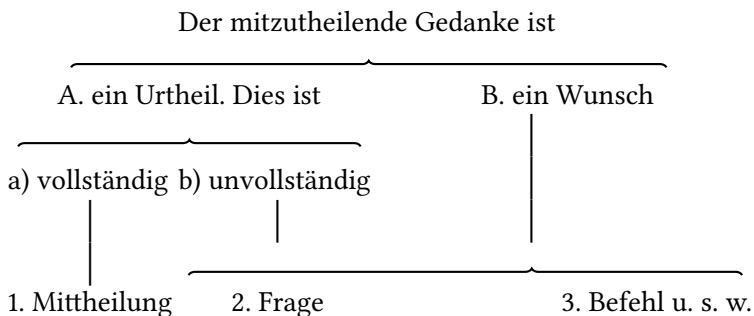 Der mitzutheilende Gedanke ist
A. ein Urtheil. Dies ist B. ein Wunsch
a) vollständig b) unvollständig
1. Mittheilung 2. Frage 3. Befehl u. s. w.